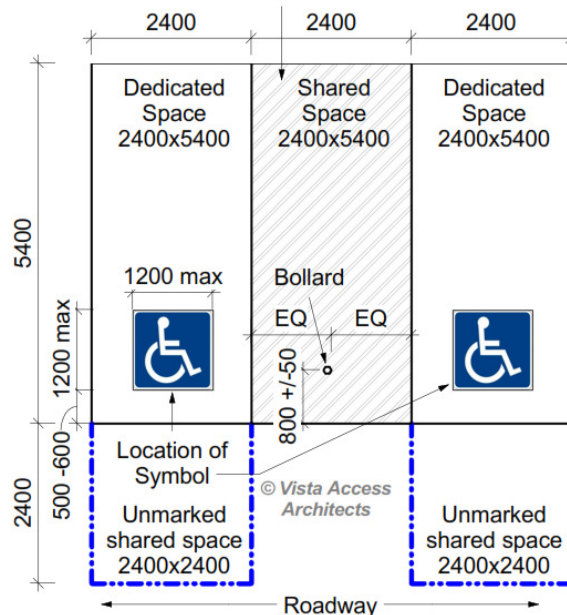 2400
2400
2400
Dedicated
Space
2400x5400
Shared
Space
2400x5400
Dedicated
Space
2400x5400
5400
1200 max
Bollard
EQ
EQ
1200 max
800 +/-50
500 -600
Location of
Symbol
2400
© Vista Access
Architects
Unmarked
shared space
2400x2400
Unmarked
shared space
2400x2400
Roadway